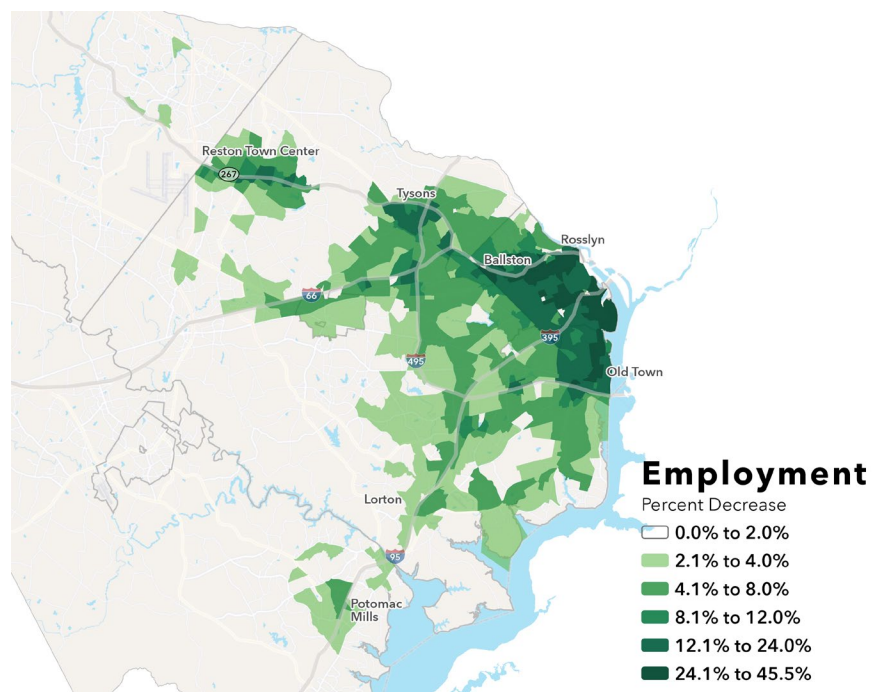 Reston Town Center
267
Tysons
Rosslyn
Ballston
66
395
495
Old Town
Lorton
95
Potomac
Mills
Employment
Percent Decrease
0.0% to 2.0%
2.1% to 4.0%
4.1% to 8.0%
8.1% to 12.0%
12.1% to 24.0%
24.1% to 45.5%